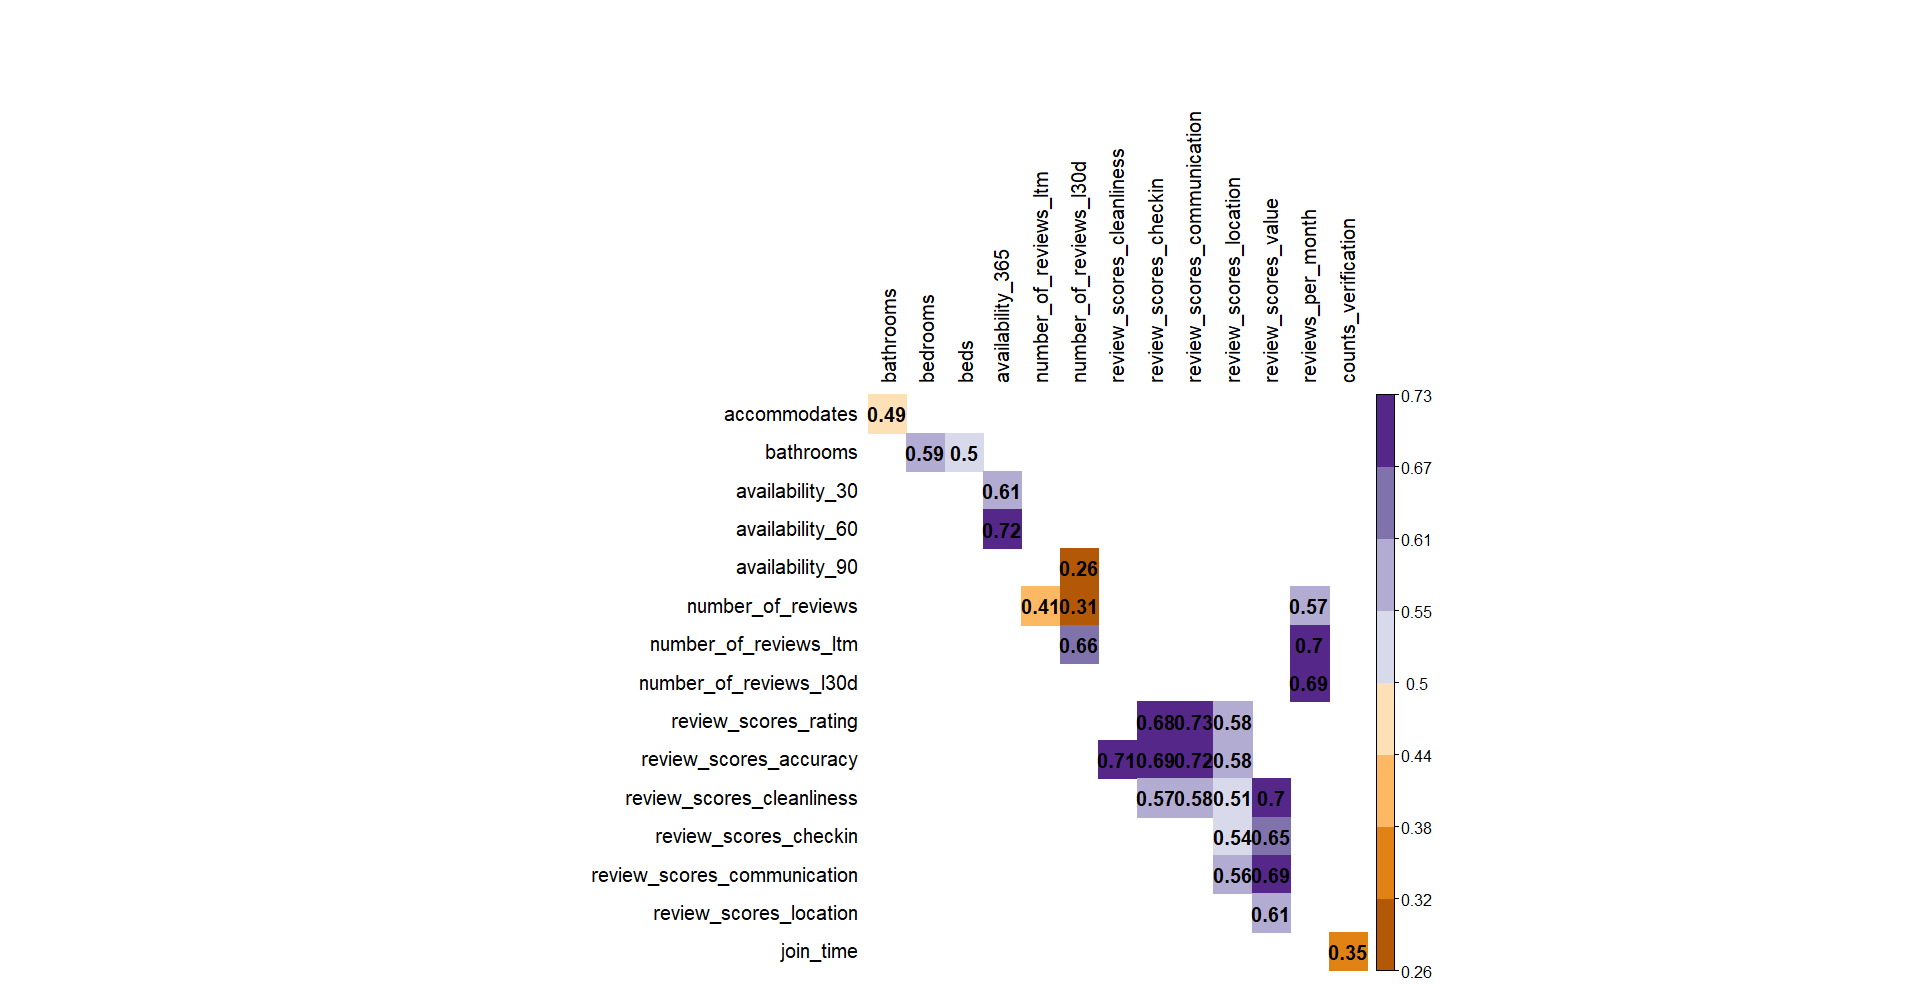 bathrooms
bedrooms
beds
availability_365
number_of_reviews_ltm
number_of_reviews_l30d
review_scores_cleanliness
review_scores_checkin
review_scores_communication
review_scores_location
review_scores_value
reviews_per_month
counts_verification
accommodates 0.49
bathrooms 0.59 0.5
availability_30 0.61
availability_60 0.72
availability_90 0.26
number_of_reviews 0.41 0.31 0.57
number_of_reviews_ltm 0.66 0.7
number_of_reviews_l30d 0.69
review_scores_rating 0.68 0.73 0.58
review_scores_accuracy 0.71 0.69 0.72 0.58
review_scores_cleanliness 0.57 0.58 0.51 0.7
review_scores_checkin 0.54 0.65
review_scores_communication 0.56 0.69
review_scores_location 0.61
join_time 0.35
0.73
0.67
0.61
0.55
0.5
0.44
0.38
0.32
0.26